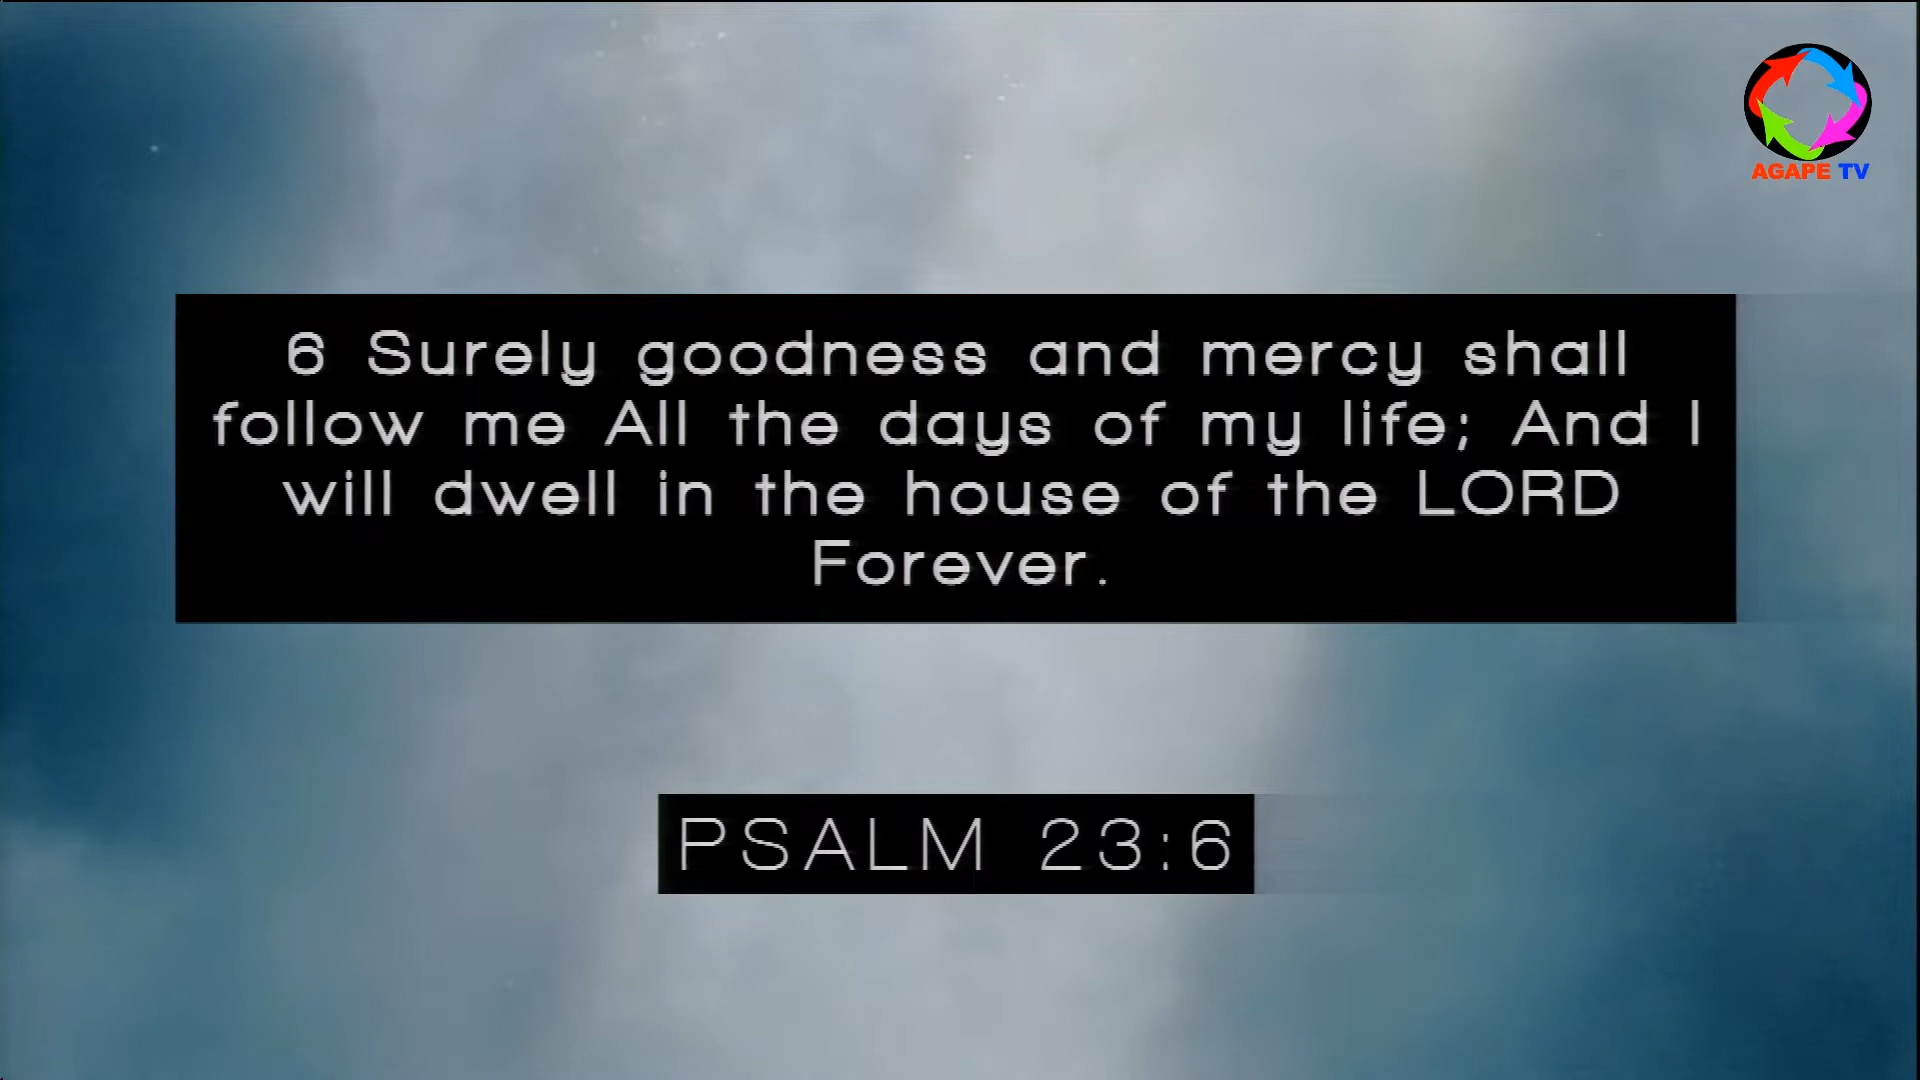 AGAPE TV
6 Surely goodness and mercy shall
follow me All the days of my life; And I
will dwell in the house of the LORD
Forever.
PSALM 23:6